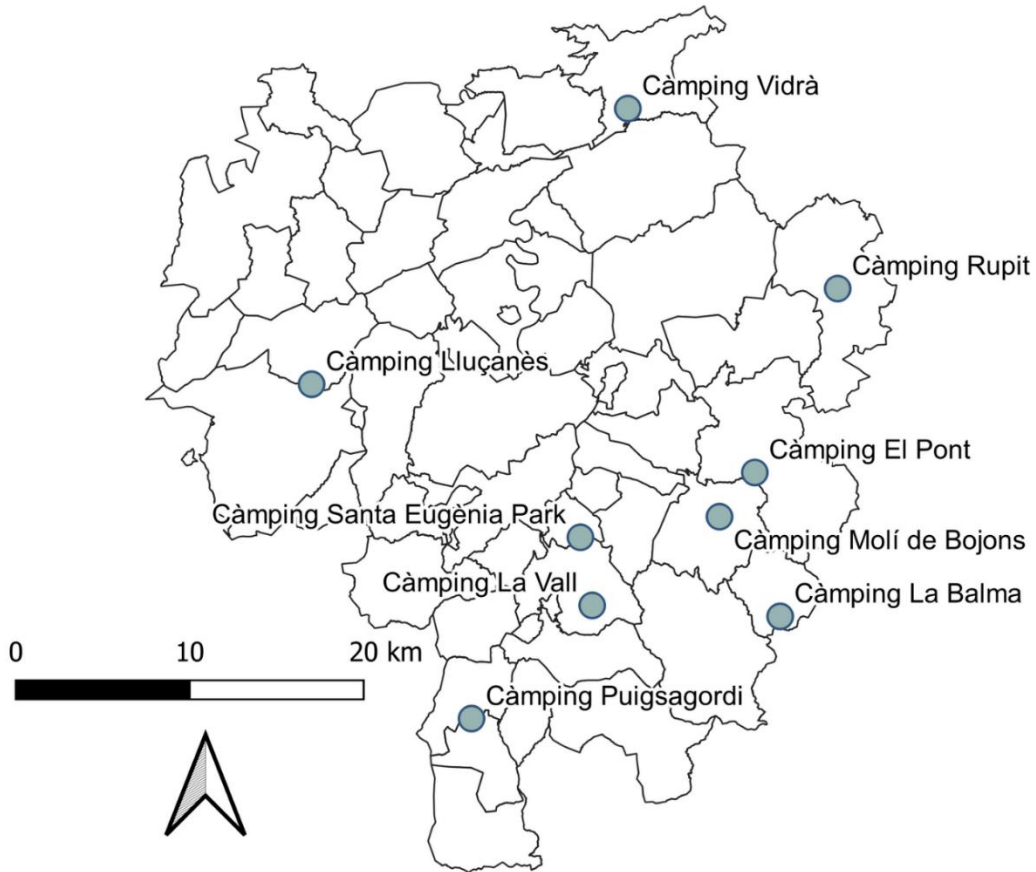 Càmping Vidrà
Càmping Rupit
Càmping Lluçanès
Càmping El Pont
Càmping Santa Eugènia Park
Càmping Molí de Bojons
Càmping La Vall
Càmping La Balma
0 10 20 km
Càmping Puigsagordi